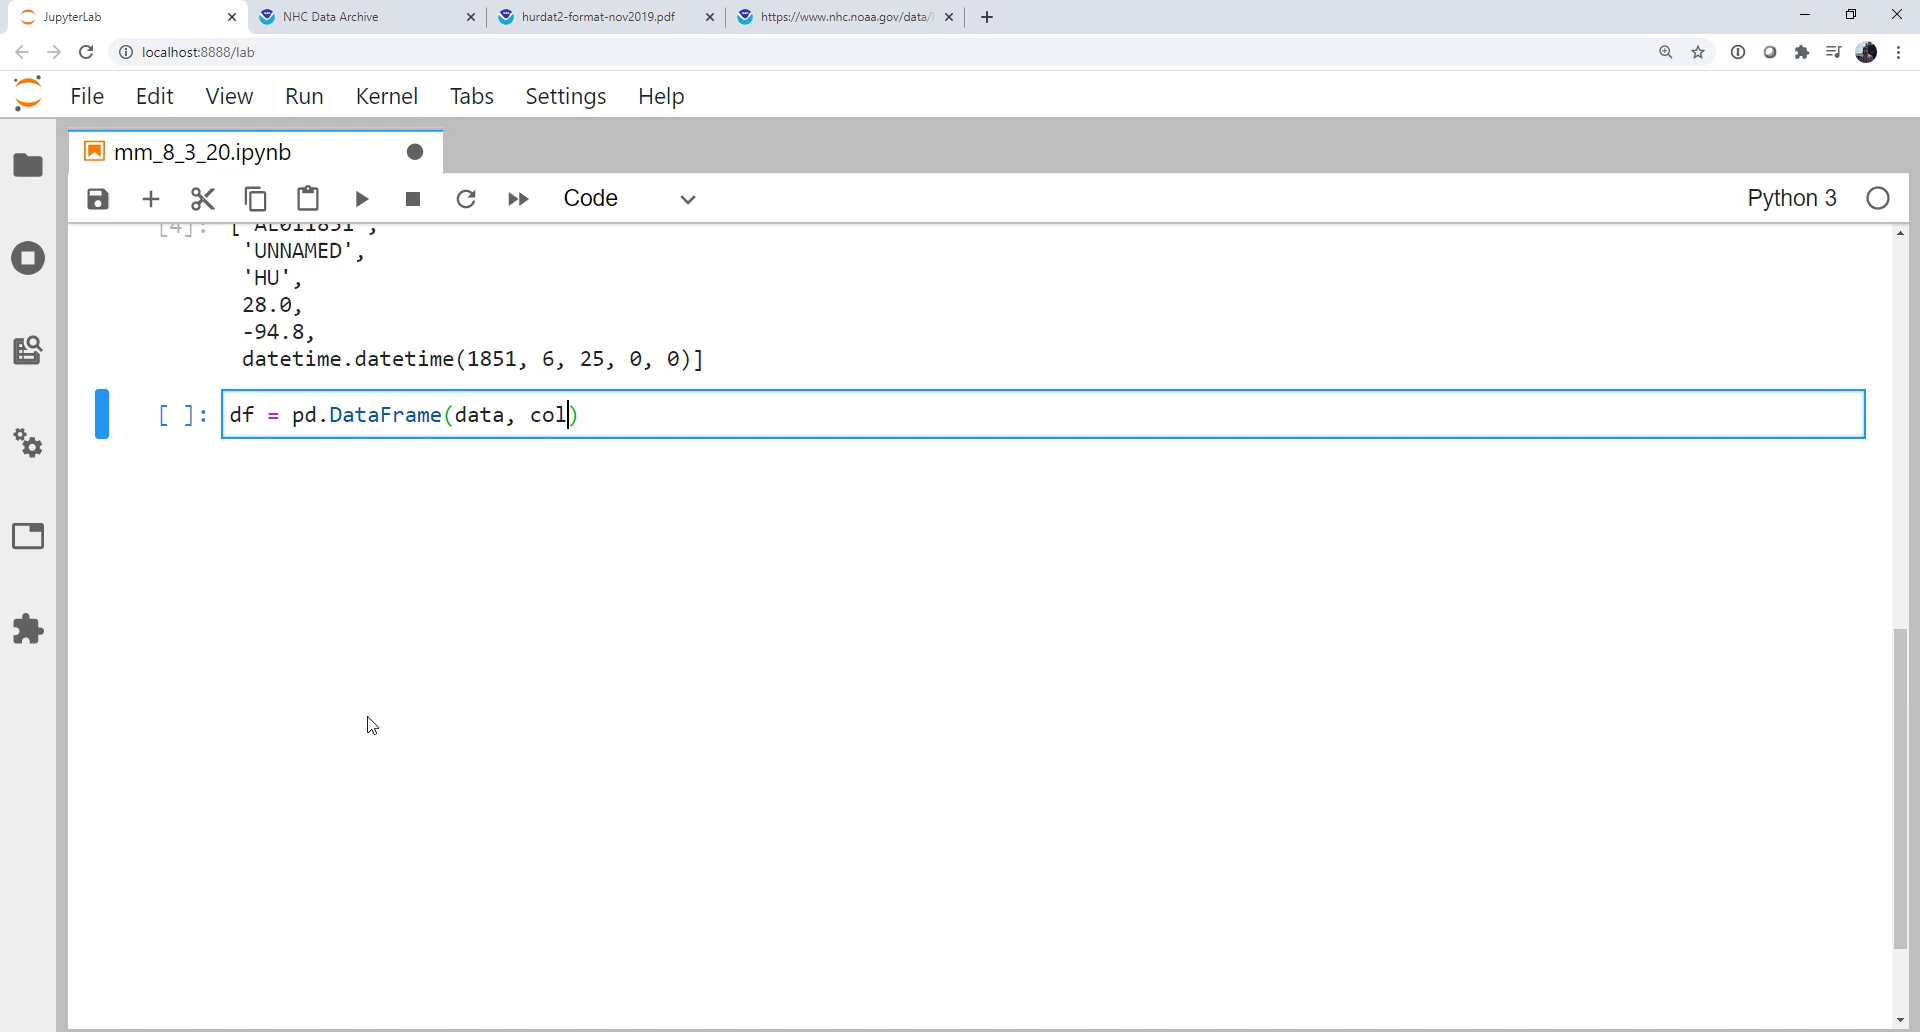 JupyterLab
NHC Data Archive
hurdat2-format-nov2019.pdf
https://www.nhc.noaa.gov/data/
localhost:8888/lab
File Edit View Run Kernel Tabs Settings Help
mm_8_3_20.ipynb
Code
Python 3
[4]: ['AL011851',
'UNNAMED',
'HU',
28.0,
-94.8,
datetime.datetime(1851, 6, 25, 0, 0)]
[ ]: df = pd.DataFrame(data, col)